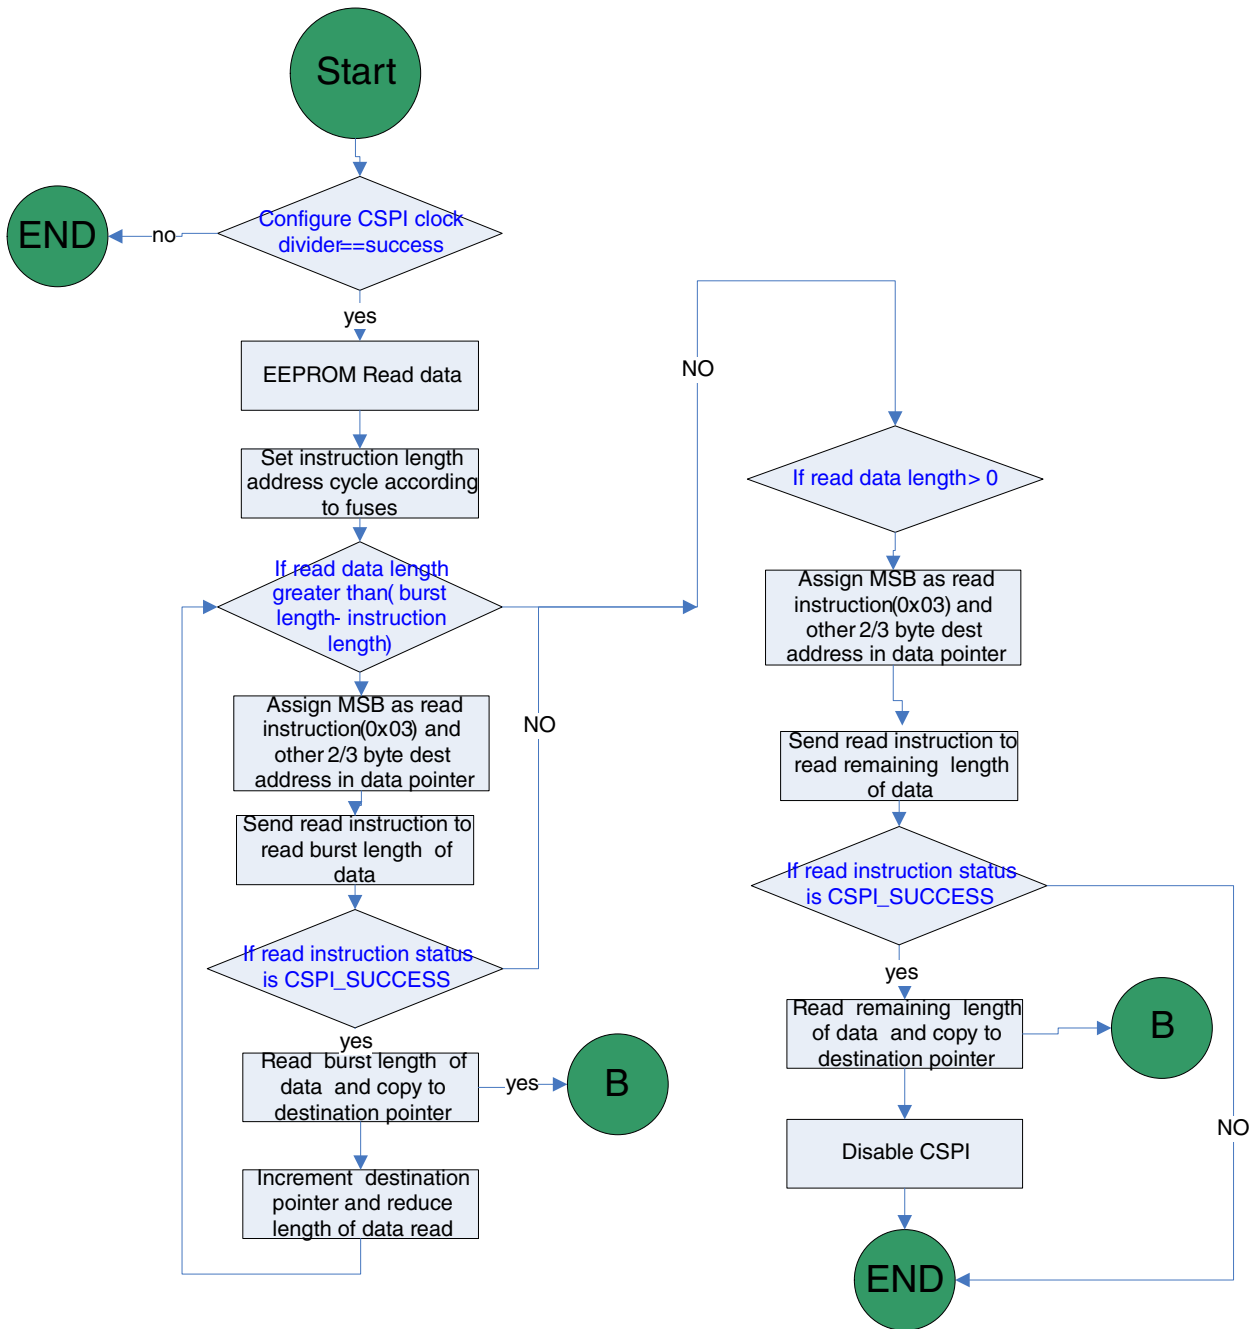 Start
Configure CSPI clock
divider==success
no
END
yes
EEPROM Read data
Set instruction length
address cycle according
to fuses
If read data length
greater than( burst
length- instruction
length)
Assign MSB as read
instruction(0x03) and
other 2/3 byte dest
address in data pointer
Send read instruction to
read burst length of
data
If read instruction status
is CSPI_SUCCESS
NO
yes
Read burst length of
data and copy to
destination pointer
yes
B
Increment destination
pointer and reduce
length of data read
NO
If read data length> 0
Assign MSB as read
instruction(0x03) and
other 2/3 byte dest
address in data pointer
Send read instruction to
read remaining length
of data
If read instruction status
is CSPI_SUCCESS
yes
Read remaining length
of data and copy to
destination pointer
B
NO
Disable CSPI
END